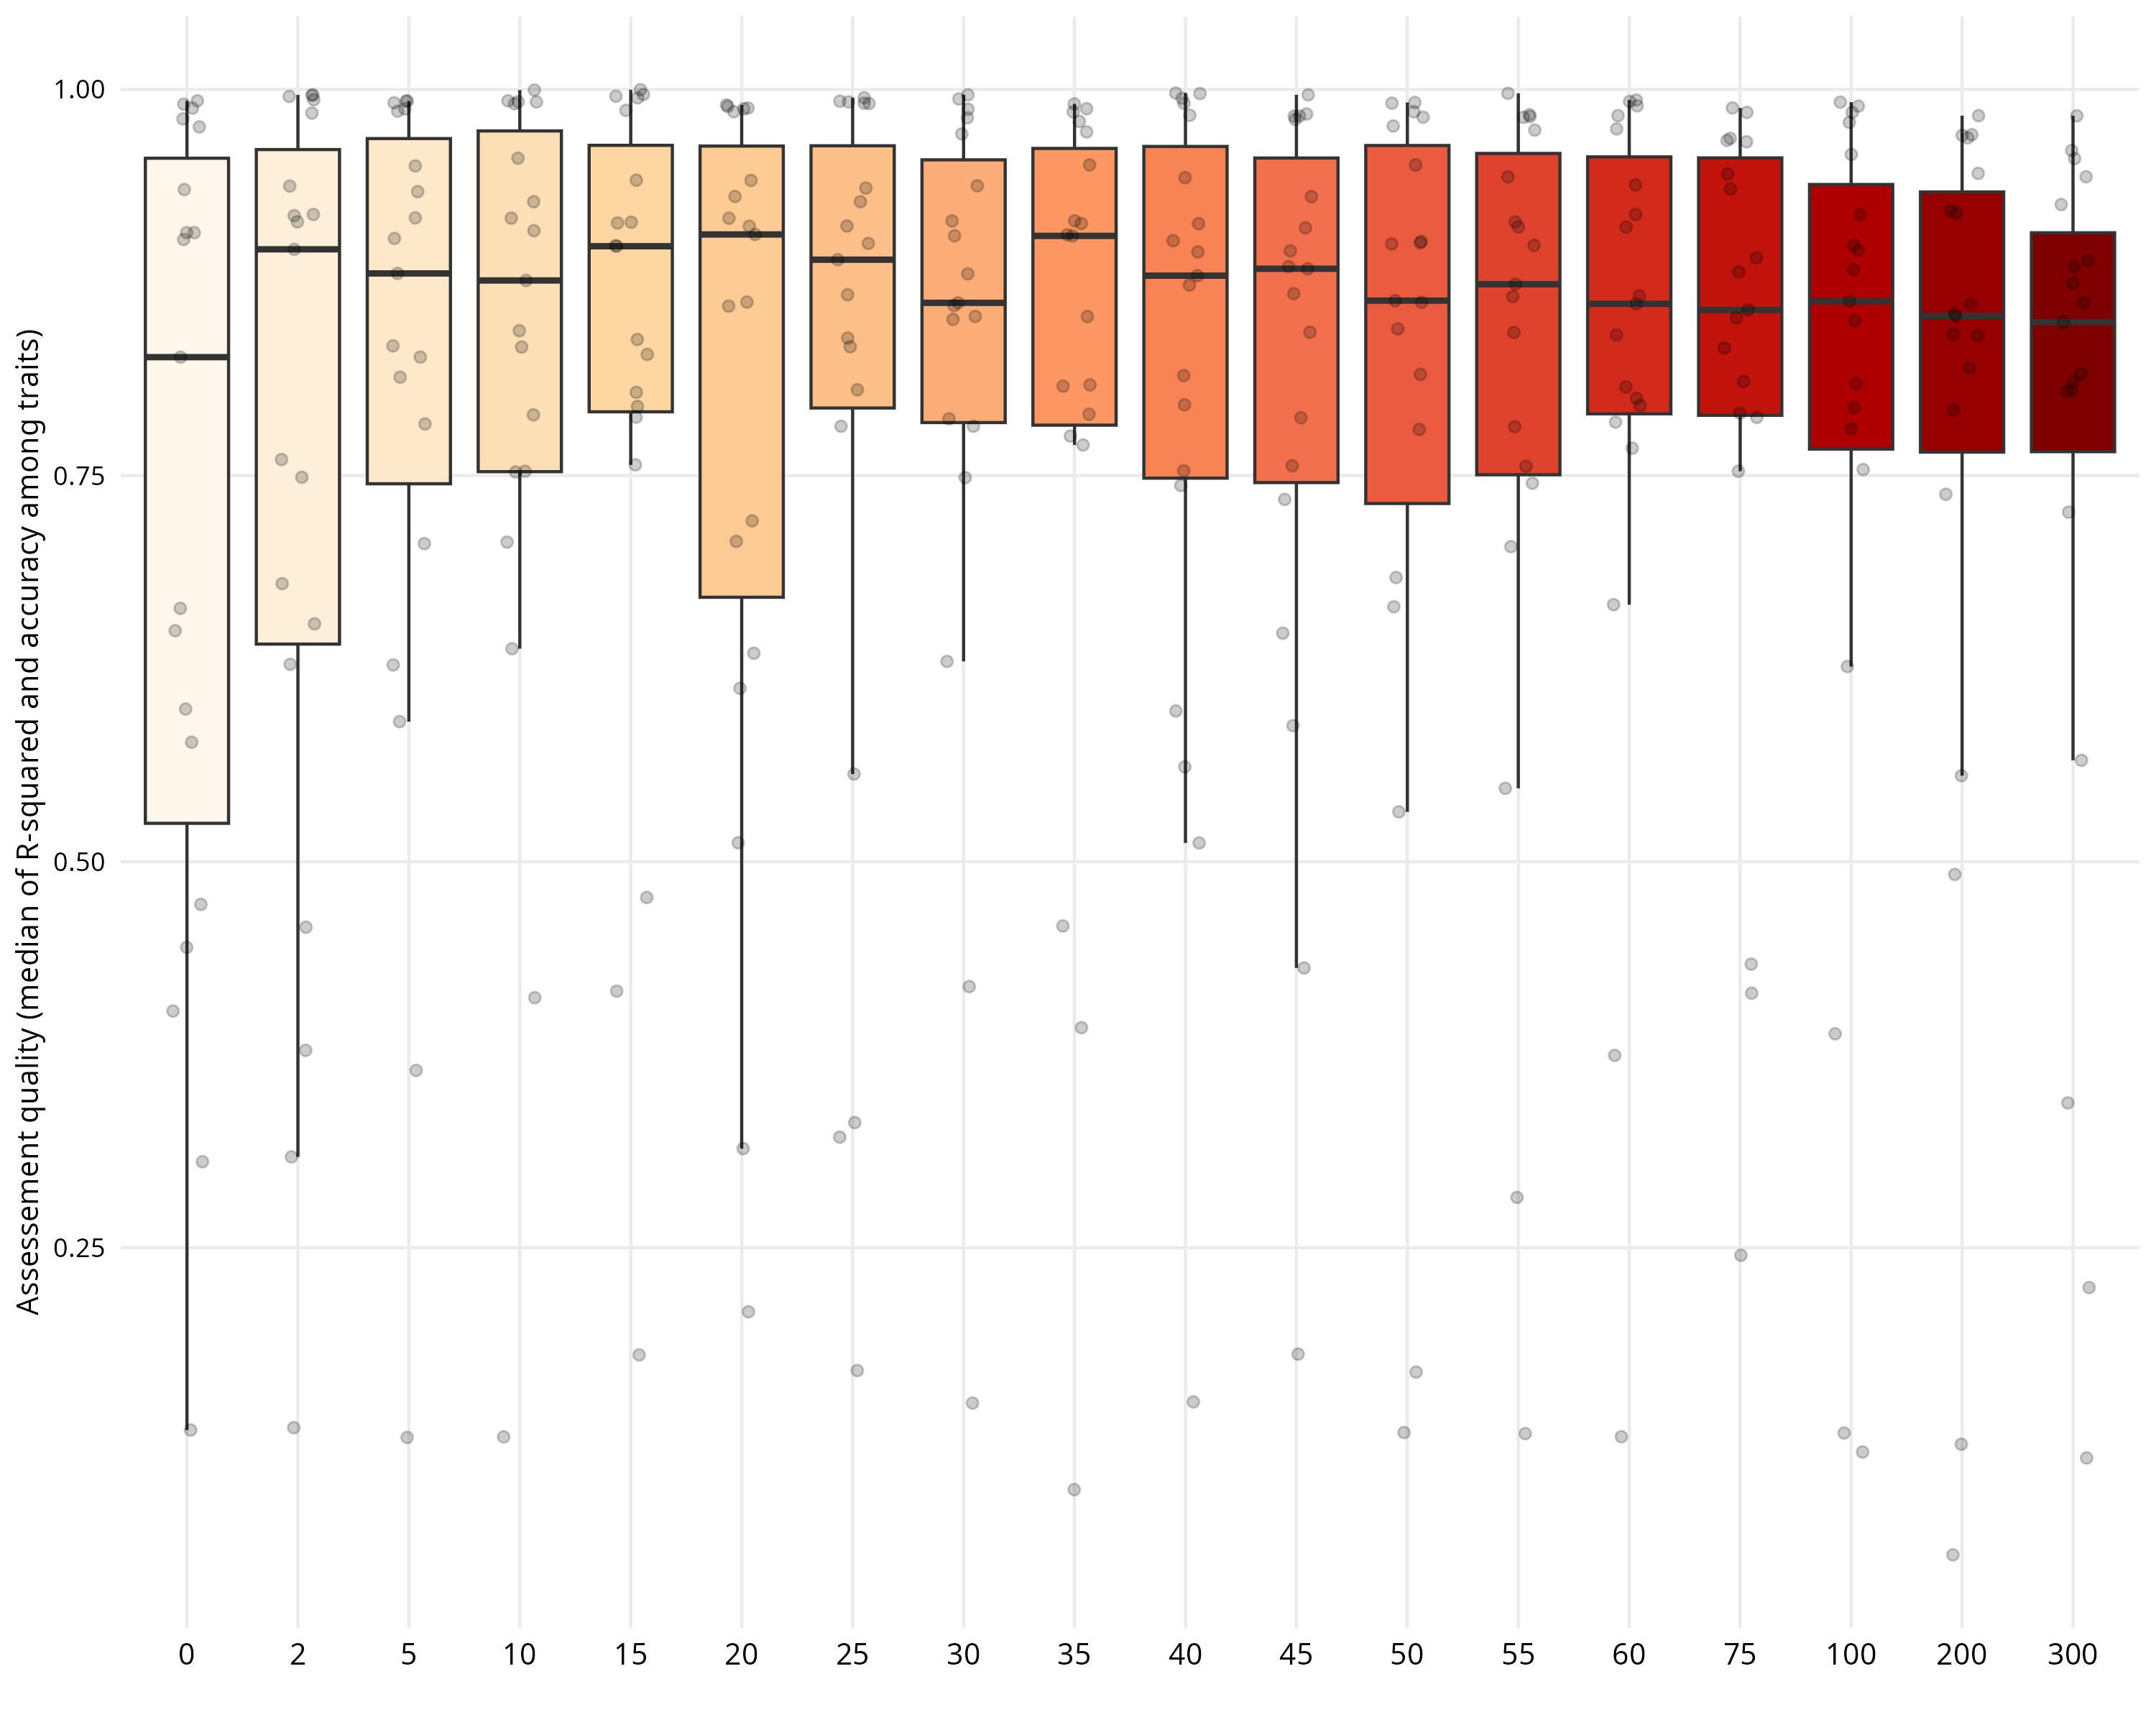 Assessement quality (median of R-squared and accuracy among traits)
1.00
0.75
0.50
0.25
0 2 5 10 15 20 25 30 35 40 45 50 55 60 75 100 200 300